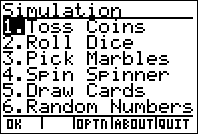 Simulation
1.Toss Coins
2.Roll Dice
3.Pick Marbles
4.Spin Spinner
5.Draw Cards
6.Random Numbers
OK OPTN ABOUT QUIT